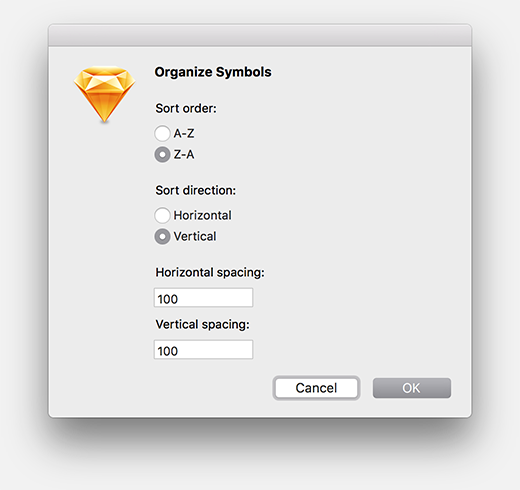 Organize Symbols
Sort order:
A-Z
Z-A
Sort direction:
Horizontal
Vertical
Horizontal spacing:
100
Vertical spacing:
100
Cancel OK